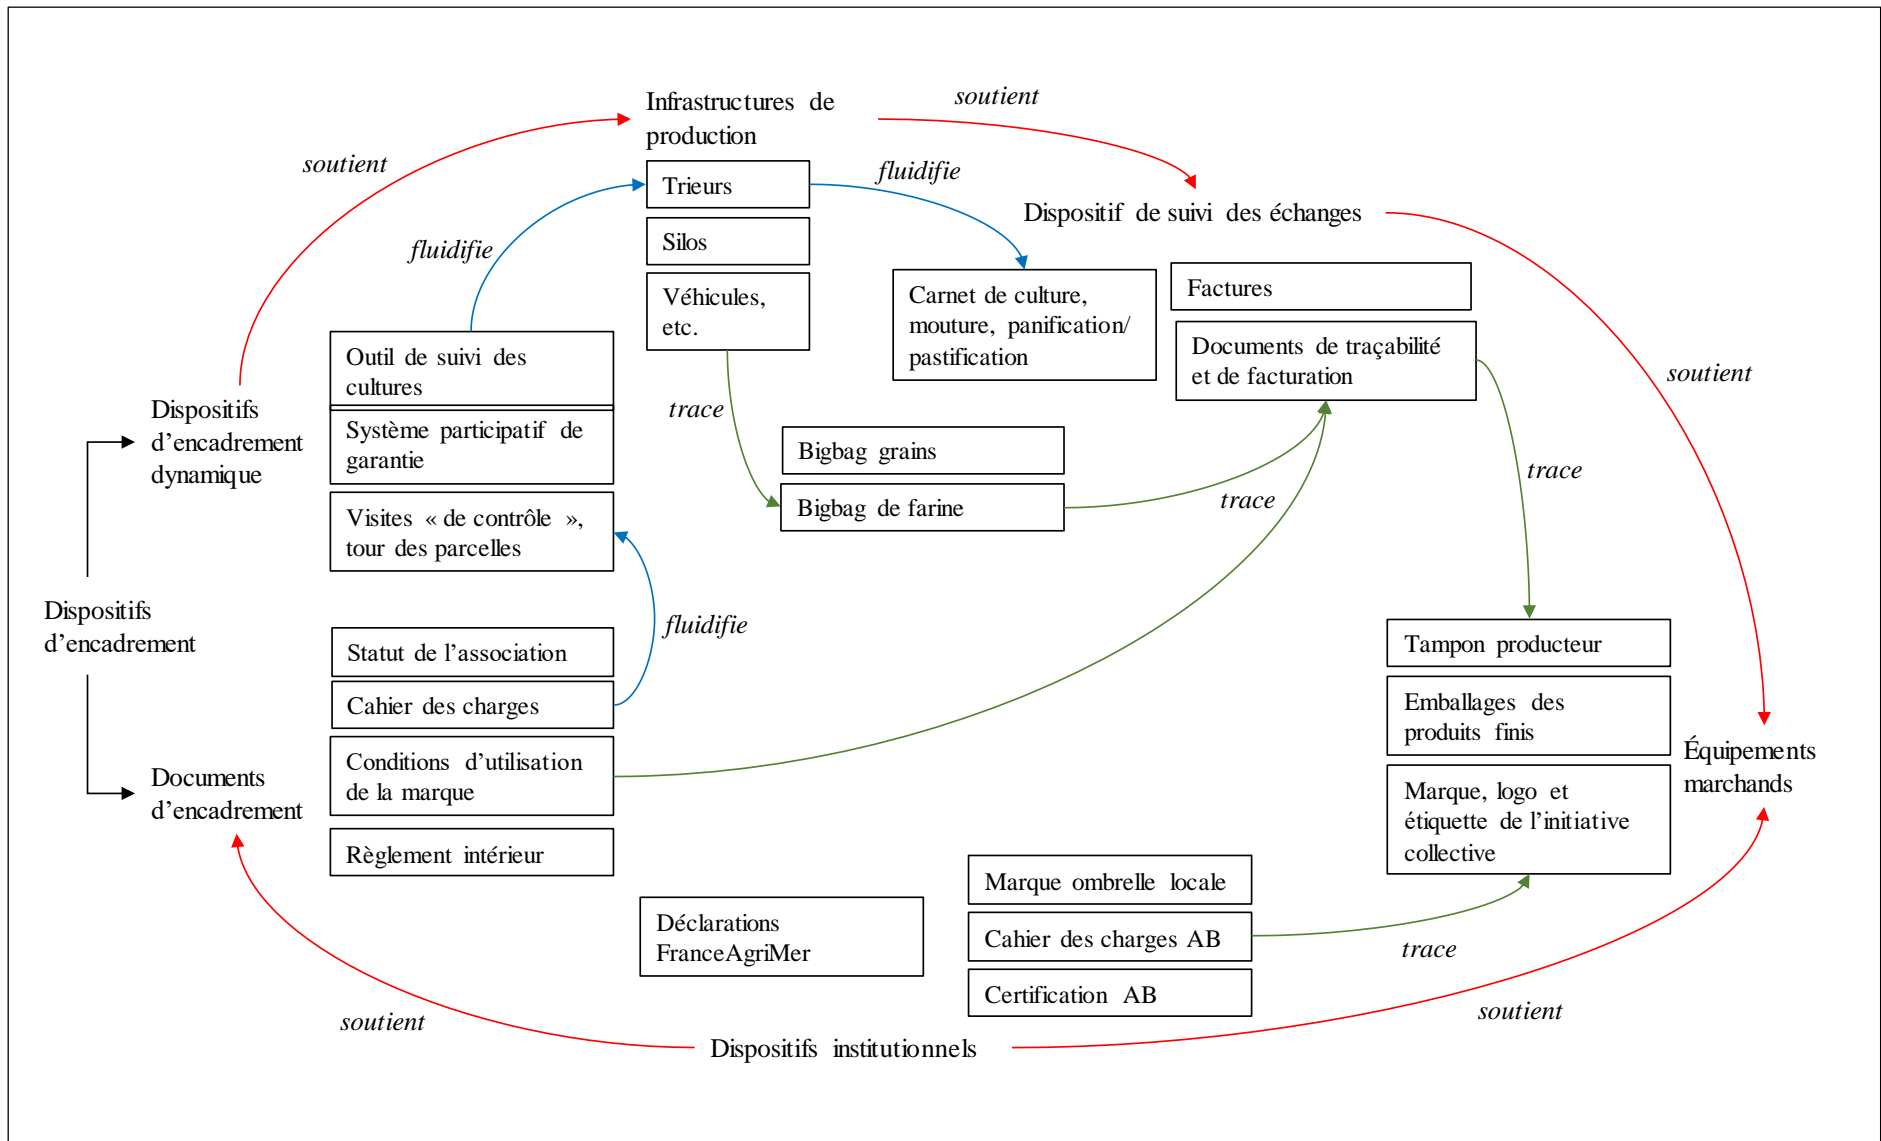 Infrastructures de
production
soutient
soutient
Trieurs
fluidifie
Dispositif de suivi des échanges
Silos
fluidifie
Véhicules,
etc.
Carnet de culture,
mouture, panification/
pastification
Factures
Documents de traçabilité
et de facturation
soutient
Outil de suivi des
cultures
Système participatif de
garantie
Visites « de contrôle »,
tour des parcelles
Dispositifs
d’encadrement
dynamique
trace
Bigbag grains
Bigbag de farine
trace
trace
Dispositifs
d’encadrement
fluidifie
Statut de l’association
Cahier des charges
Conditions d’utilisation
de la marque
Règlement intérieur
Documents
d’encadrement
Tampon producteur
Emballages des
produits finis
Marque, logo et
étiquette de l’initiative
collective
Équipements
marchands
Déclarations
FranceAgriMer
Marque ombrelle locale
Cahier des charges AB
Certification AB
trace
soutient
soutient
Dispositifs institutionnels